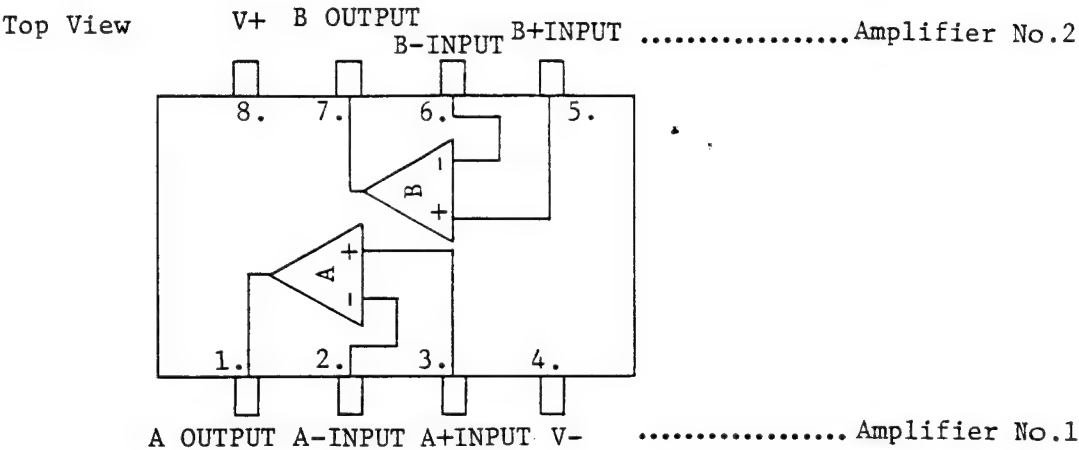 Top View V+ B OUTPUT B-INPUT B+INPUT ..................Amplifier No.2
8. 7. 6. 5.
- B +
+ A -
1. 2. 3. 4.
A OUTPUT A-INPUT A+INPUT V- .................. Amplifier No.1